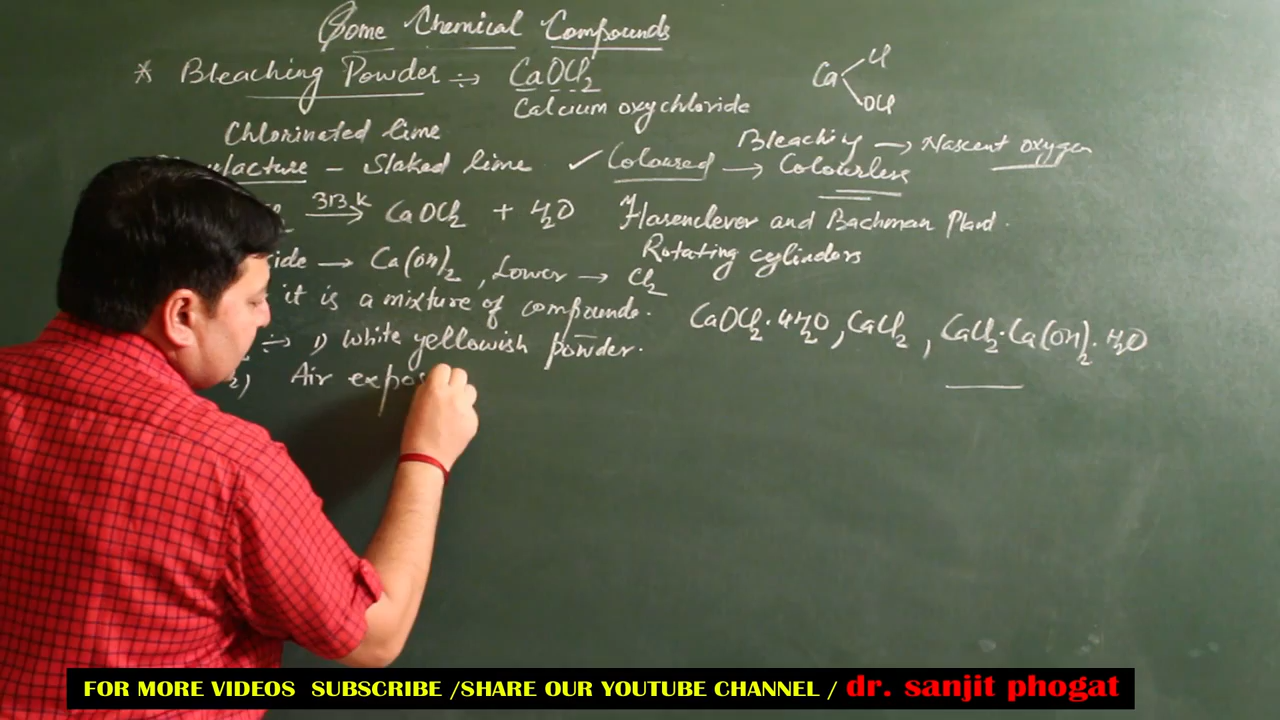 Some Chemical Compounds
* Bleaching Powder ÷ CaOCl₂
Ca Cl OCl
Calcium oxychloride
Chlorinated lime
Bleaching → Nascent oxygen
facture – Slaked lime ✓ Coloured → Colourless
313 K → CaOCl₂ + H₂O Hasenclever and Bachman Plant.
Rotating cylinders
ide → Ca(OH)₂, Lower → Cl₂
it is a mixture of compounds. CaOCl₂·4H₂O, CaCl₂, CaCl₂·Ca(OH)₂·H₂O
÷ 1) White yellowish powder.
2) Air expos
FOR MORE VIDEOS SUBSCRIBE /SHARE OUR YOUTUBE CHANNEL / dr. sanjit phogat